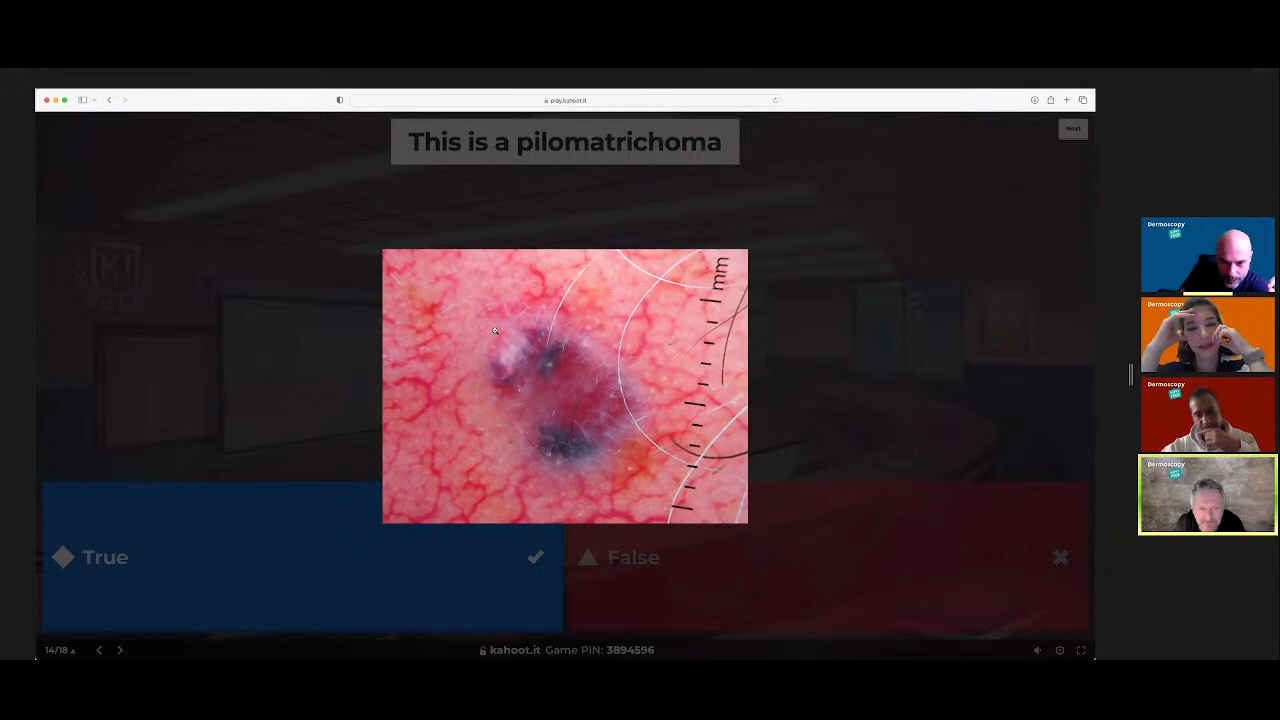 play.kahoot.it
This is a pilomatrichoma
Next
mm
True
False
14/18
kahoot.it Game PIN: 3894596
Dermoscopy
Dermoscopy
Dermoscopy
Dermoscopy